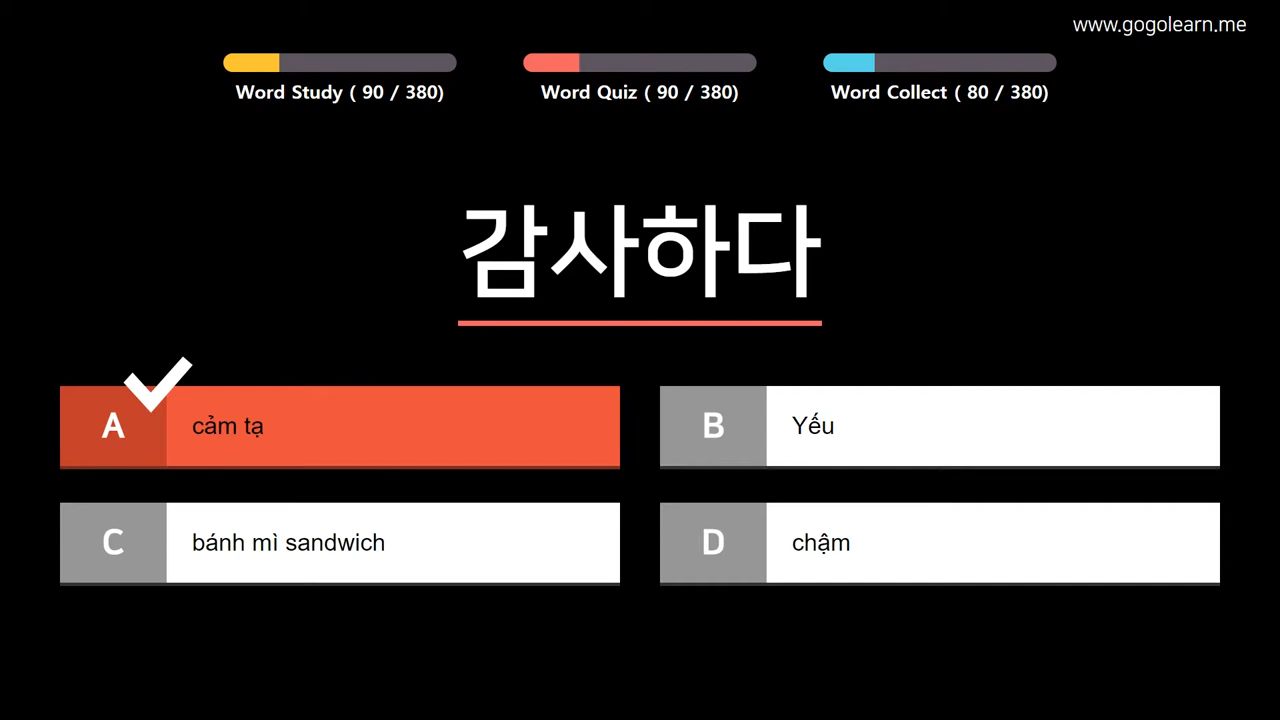 www.gogolearn.me
Word Study ( 90 / 380)
Word Quiz ( 90 / 380)
Word Collect ( 80 / 380)
감사하다
A cảm tạ
B Yếu
C bánh mì sandwich
D chậm